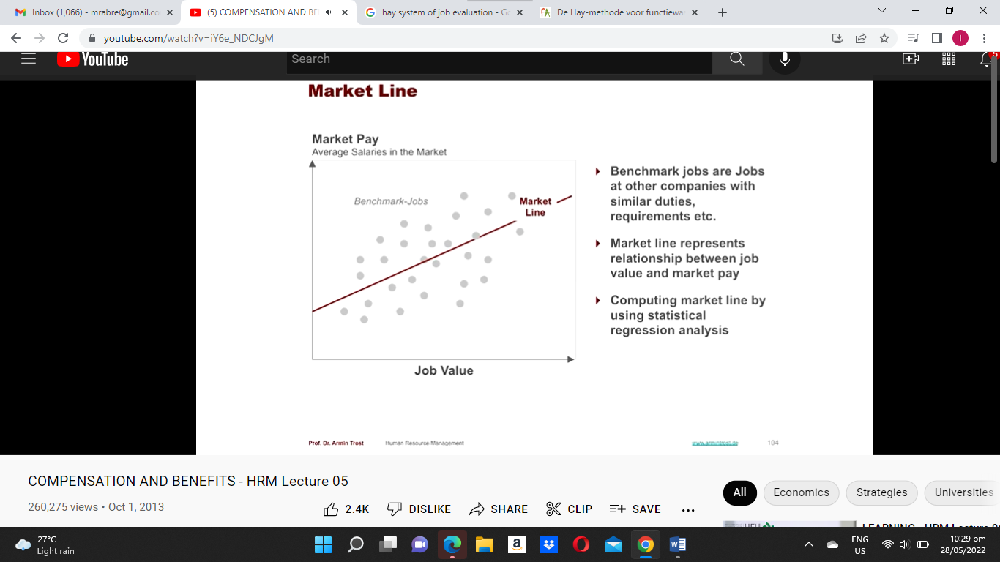 Inbox (1,066) - mrabre@gmail.co
(5) COMPENSATION AND BE
hay system of job evaluation - Go
fA
De Hay-methode voor functiewa
youtube.com/watch?v=iY6e_NDCJgM
I
YouTube
Search
Market Line
Market Pay
Average Salaries in the Market
Benchmark-Jobs
Market
Line
Job Value
Benchmark jobs are Jobs
at other companies with
similar duties,
requirements etc.
Market line represents
relationship between job
value and market pay
Computing market line by
using statistical
regression analysis
Prof. Dr. Armin Trost
Human Resource Management
www.armintrost.de
104
COMPENSATION AND BENEFITS - HRM Lecture 05
260,275 views • Oct 1, 2013
2.4K
DISLIKE
SHARE
CLIP
SAVE
All
Economics
Strategies
Universities
27°C
Light rain
ENG
US
10:29 pm
28/05/2022